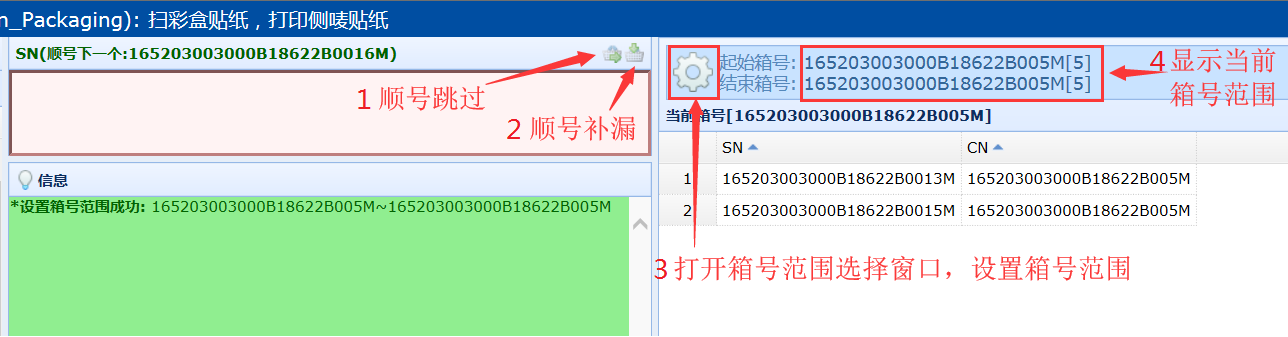 n_Packaging): 扫彩盒贴纸，打印侧唛贴纸
SN(顺号下一个:165203003000B18622B0016M)
1 顺号跳过
2 顺号补漏
信息
*设置箱号范围成功: 165203003000B18622B005M~165203003000B18622B005M
起始箱号: 165203003000B18622B005M[5]
结束箱号: 165203003000B18622B005M[5]
4 显示当前
箱号范围
当前箱号[165203003000B18622B005M]
SN CN
1 165203003000B18622B0013M 165203003000B18622B005M
2 165203003000B18622B0015M 165203003000B18622B005M
3 打开箱号范围选择窗口，设置箱号范围